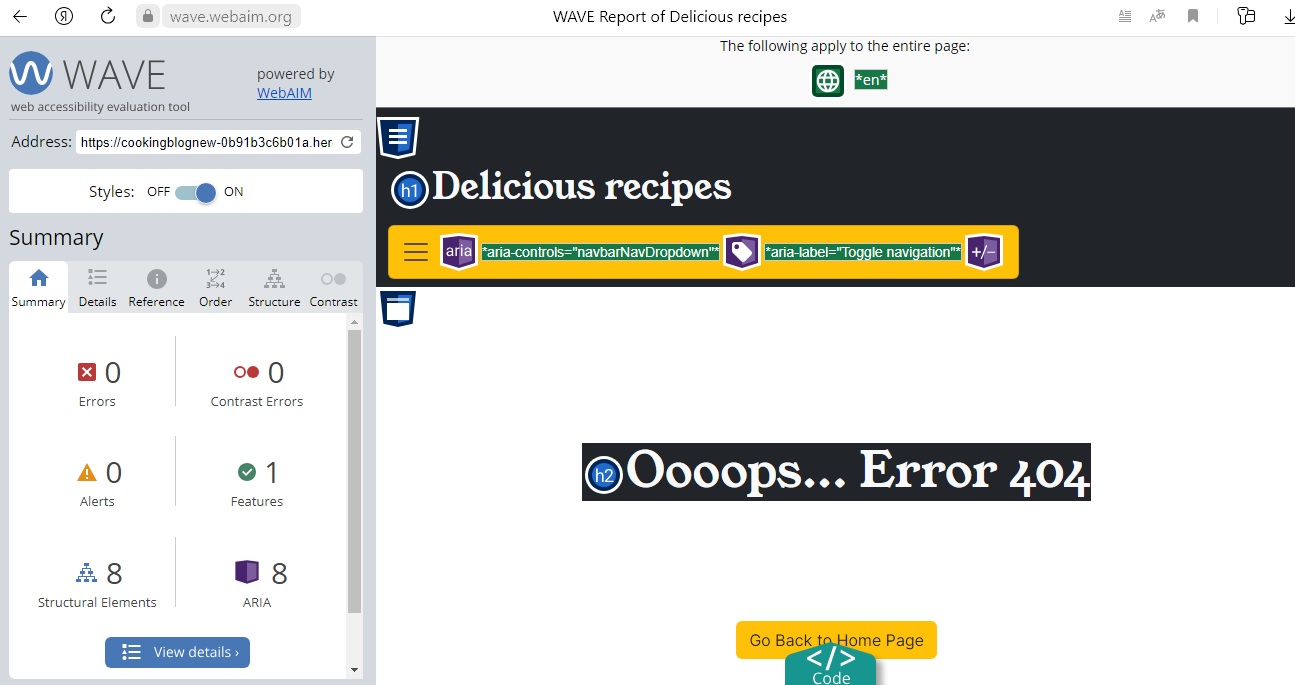 wave.webaim.org
WAVE Report of Delicious recipes
WAVE
web accessibility evaluation tool
powered by
WebAIM
Address: https://cookingblognew-0b91b3c6b01a.her
Styles: OFF ON
Summary
Summary Details Reference Order Structure Contrast
0 0
Errors Contrast Errors
0 1
Alerts Features
8 8
Structural Elements ARIA
View details ›
The following apply to the entire page:
*en*
h1 Delicious recipes
aria *aria-controls="navbarNavDropdown"* *aria-label="Toggle navigation"* +/−
h2 Oooops... Error 404
Go Back to Home Page
</>
Code